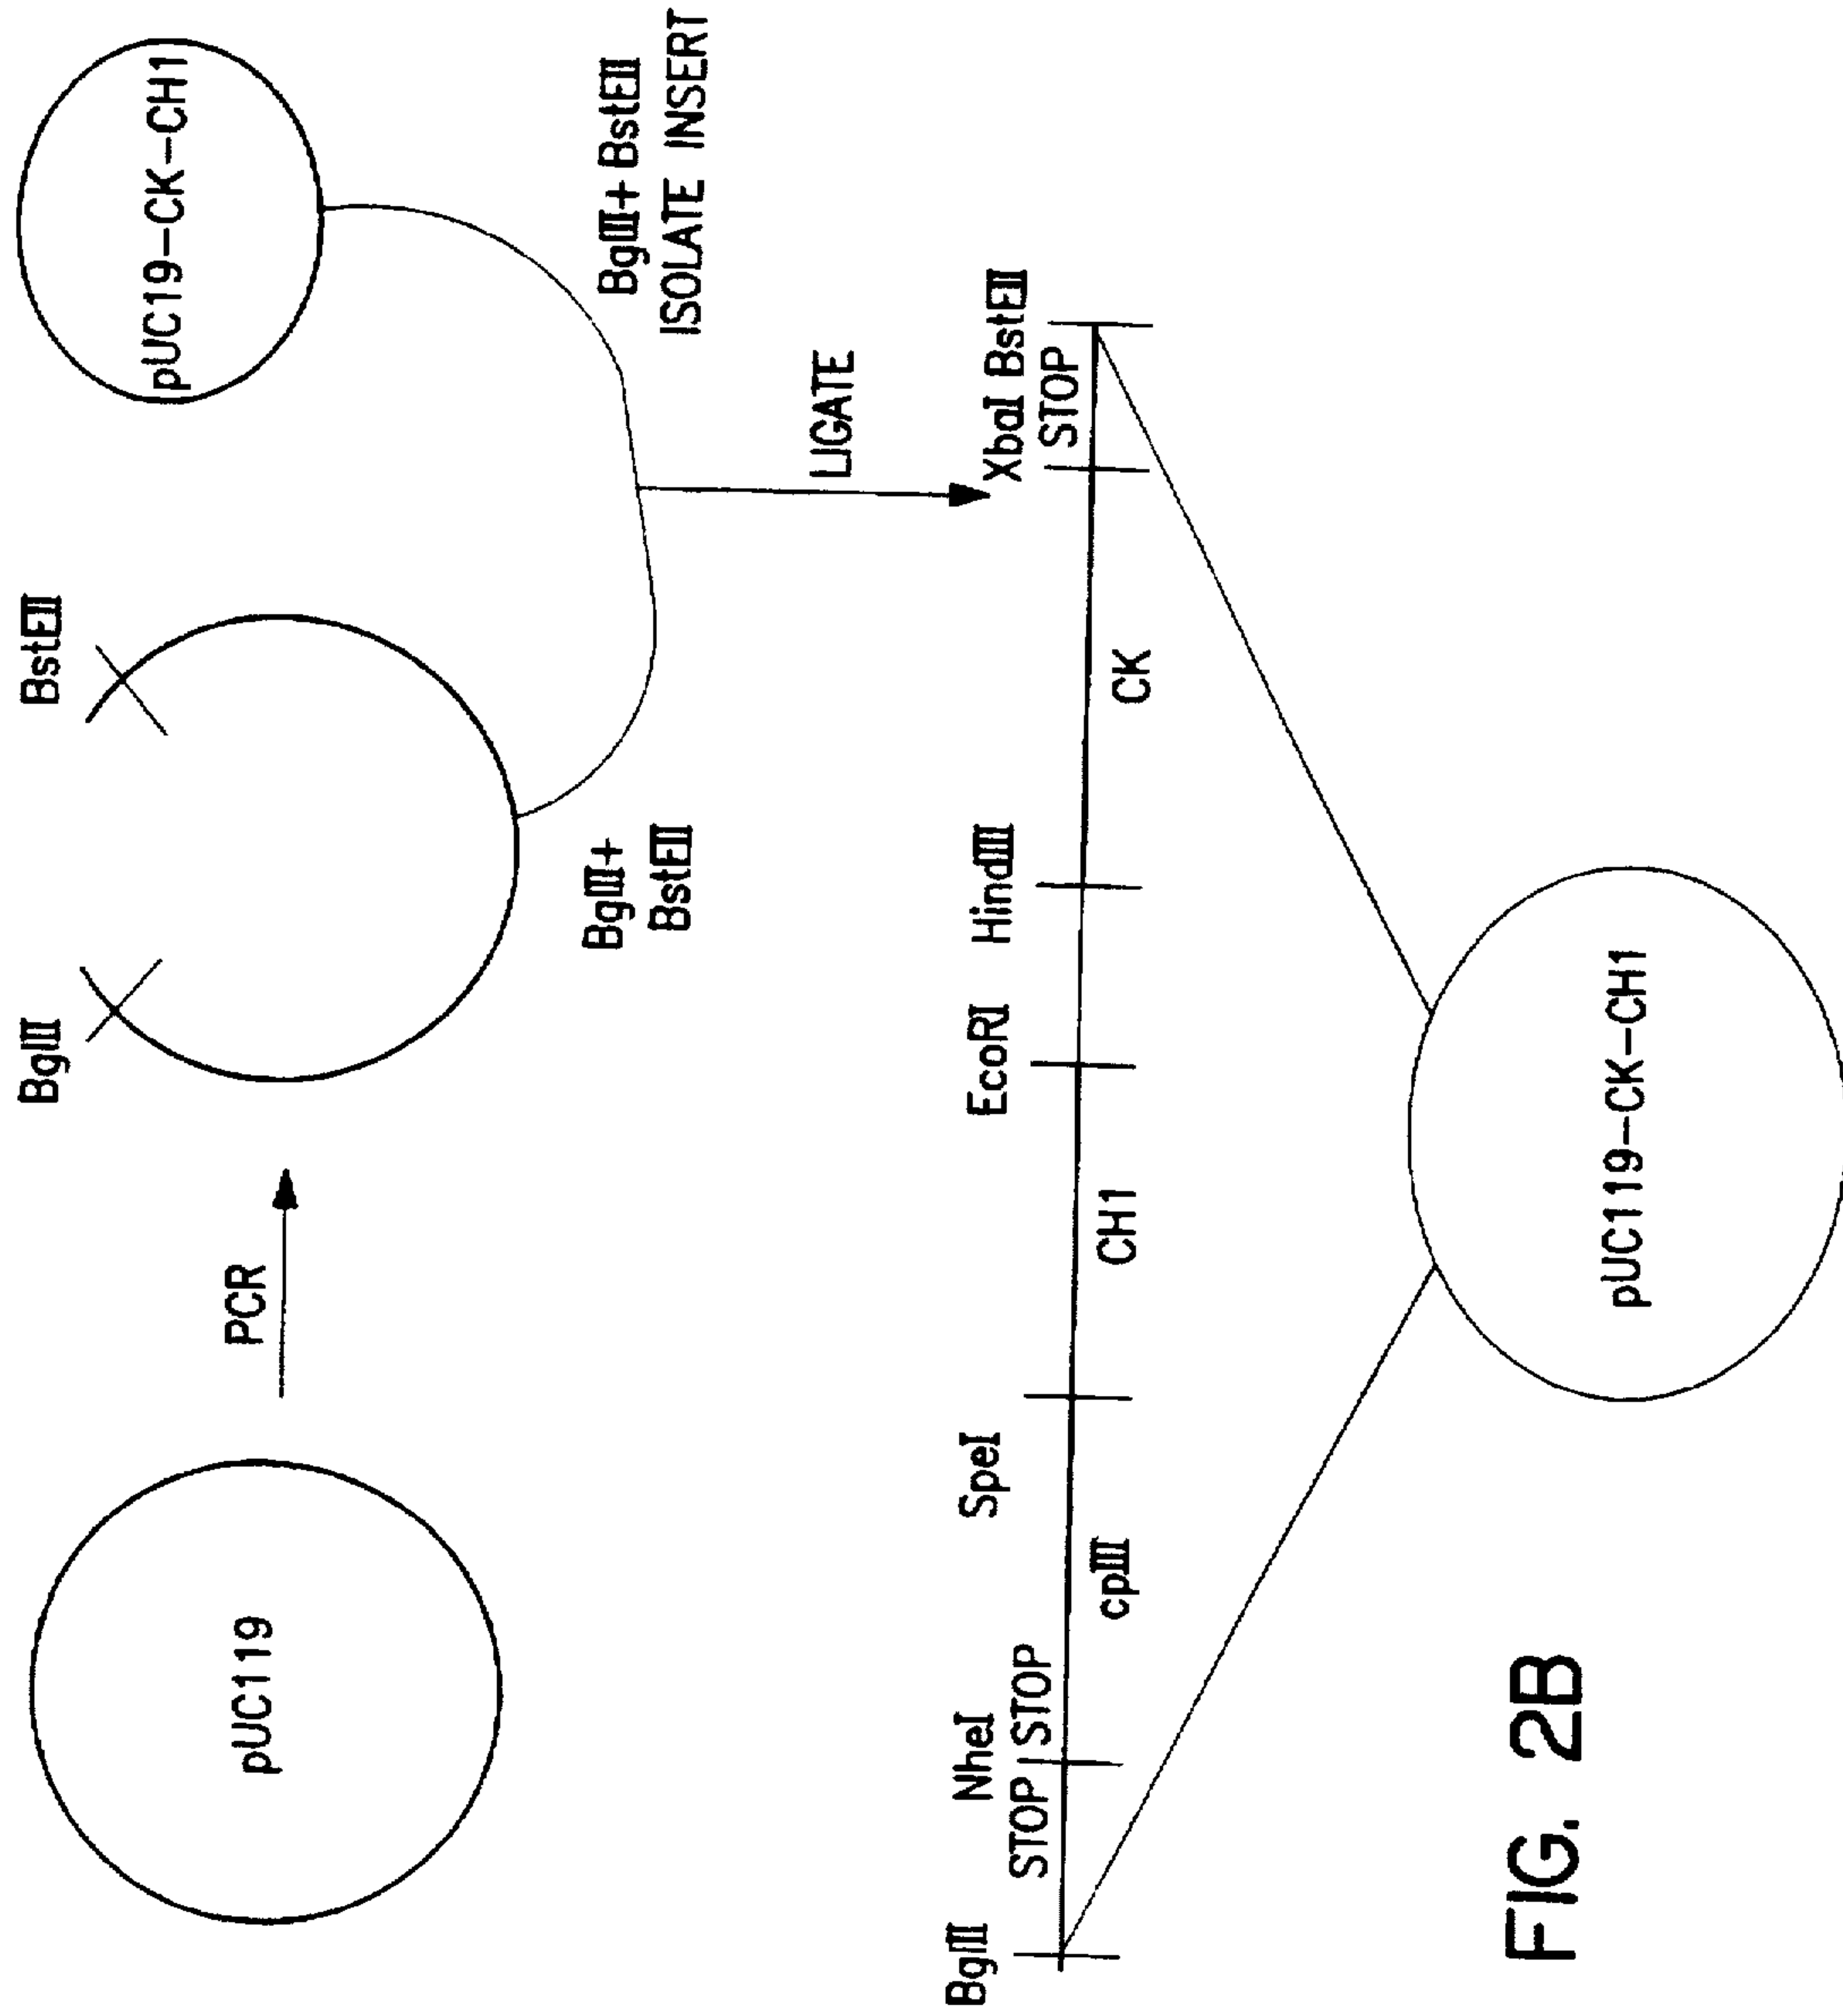 pUC119
PCR
BglII
BstEII
BglII+
BstEII
pUC19-CK-CH1
BglII+BstEII
ISOLATE INSERT
LIGATE
BglII NheI SpeI EcoRI HindIII XbaI BstEII
STOP STOP STOP
cpIII CH1 CK
pUC119-CK-CH1
FIG. 2B